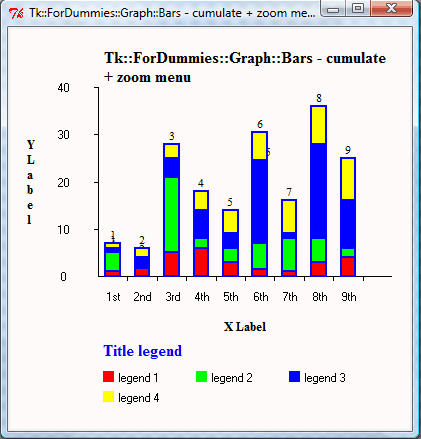 Tk::ForDummies::Graph::Bars - cumulate + zoom me...
Tk::ForDummies::Graph::Bars - cumulate
+ zoom menu
40
30
20
10
0
Y
L
a
b
e
l
1
2
3
4
5
6
7
8
9
1st
2nd
3rd
4th
5th
6th
7th
8th
9th
X Label
Title legend
legend 1
legend 2
legend 3
legend 4